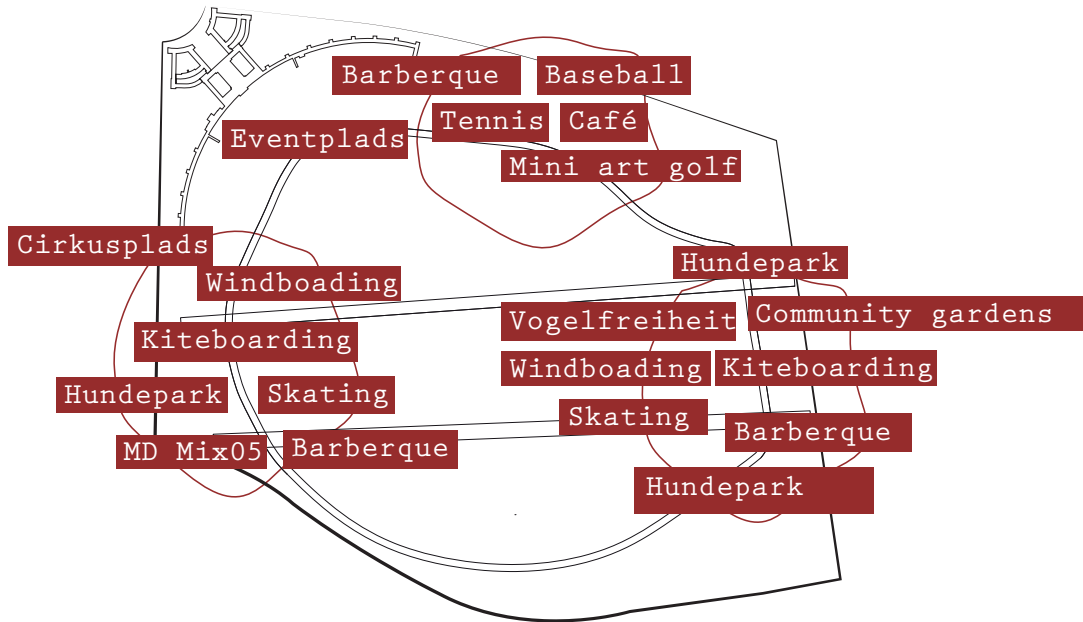 Barberque
Baseball
Tennis
Café
Eventplads
Mini art golf
Cirkusplads
Hundepark
Windboading
Community gardens
Vogelfreiheit
Kiteboarding
Windboading
Kiteboarding
Hundepark
Skating
Skating
Barberque
MD Mix05
Barberque
Hundepark